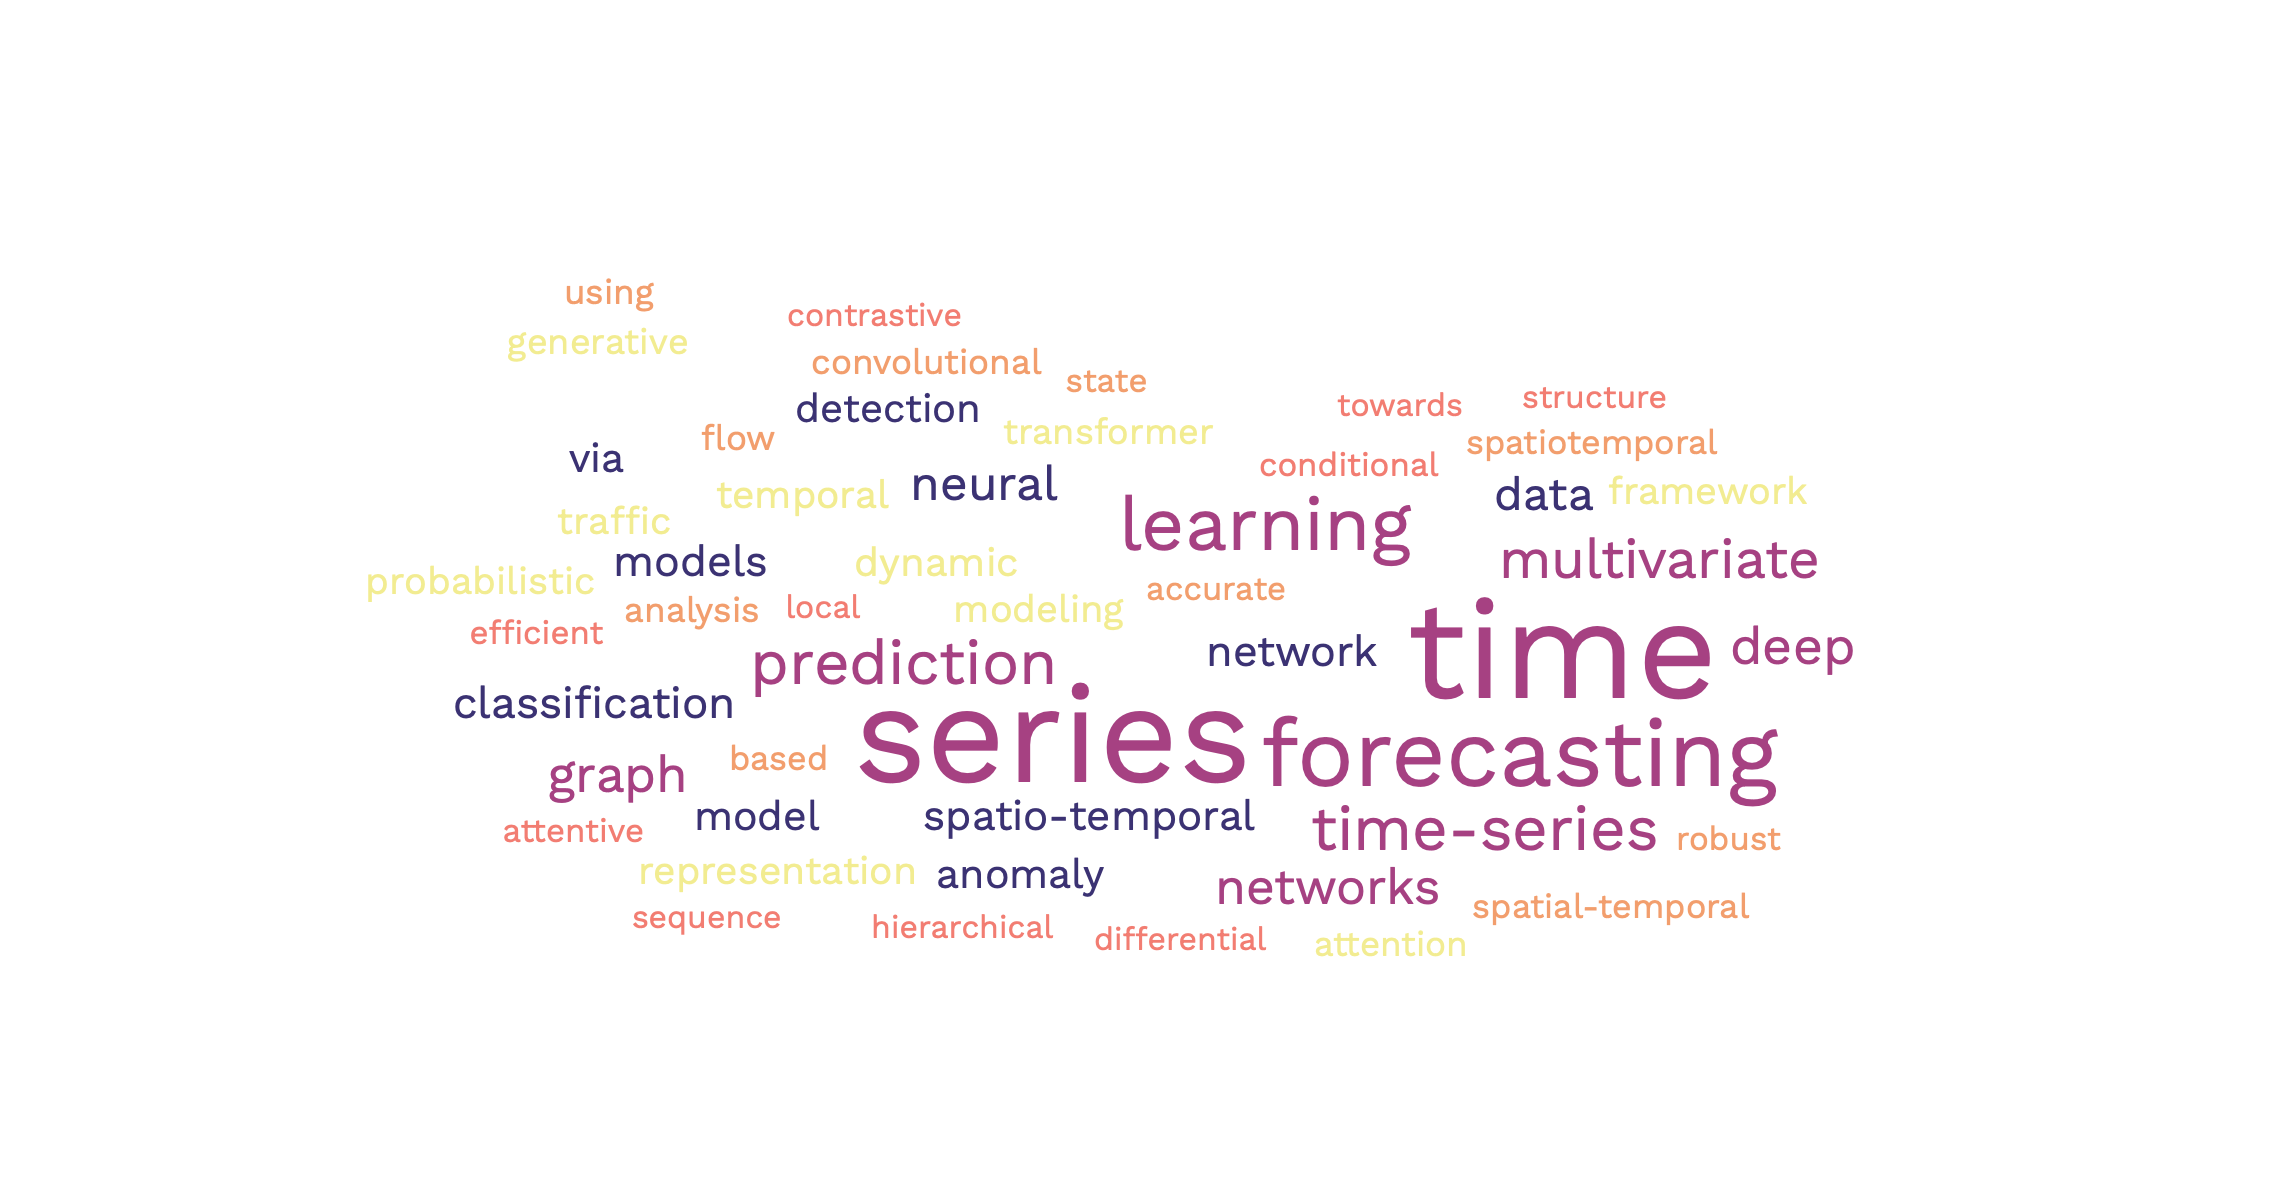 using
contrastive
generative
convolutional
state
structure
towards
detection
transformer
flow
spatiotemporal
via
conditional
neural
temporal
data
framework
learning
traffic
models
dynamic
multivariate
probabilistic
accurate
analysis
local
modeling
efficient
prediction
network
time
deep
classification
series
forecasting
graph
based
model
spatio-temporal
time-series
robust
attentive
representation
anomaly
networks
spatial-temporal
sequence
hierarchical
differential
attention